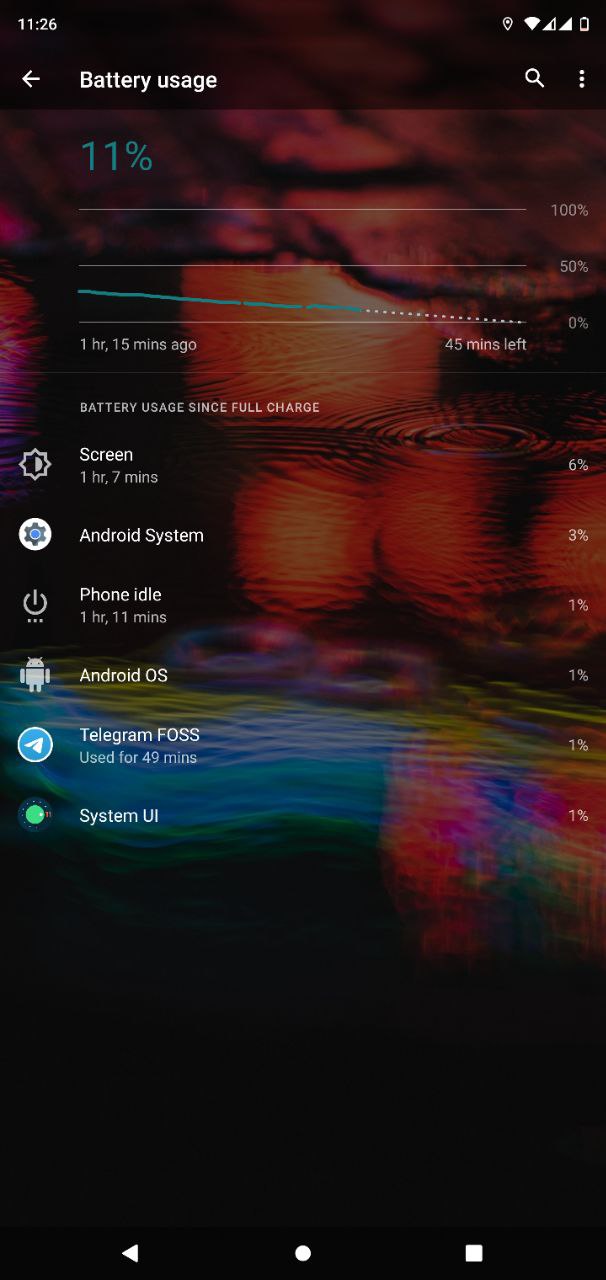 11:26
Battery usage
11%
100%
50%
0%
1 hr, 15 mins ago
45 mins left
BATTERY USAGE SINCE FULL CHARGE
Screen
6%
1 hr, 7 mins
Android System
3%
Phone idle
1%
1 hr, 11 mins
Android OS
1%
Telegram FOSS
1%
Used for 49 mins
System UI
1%